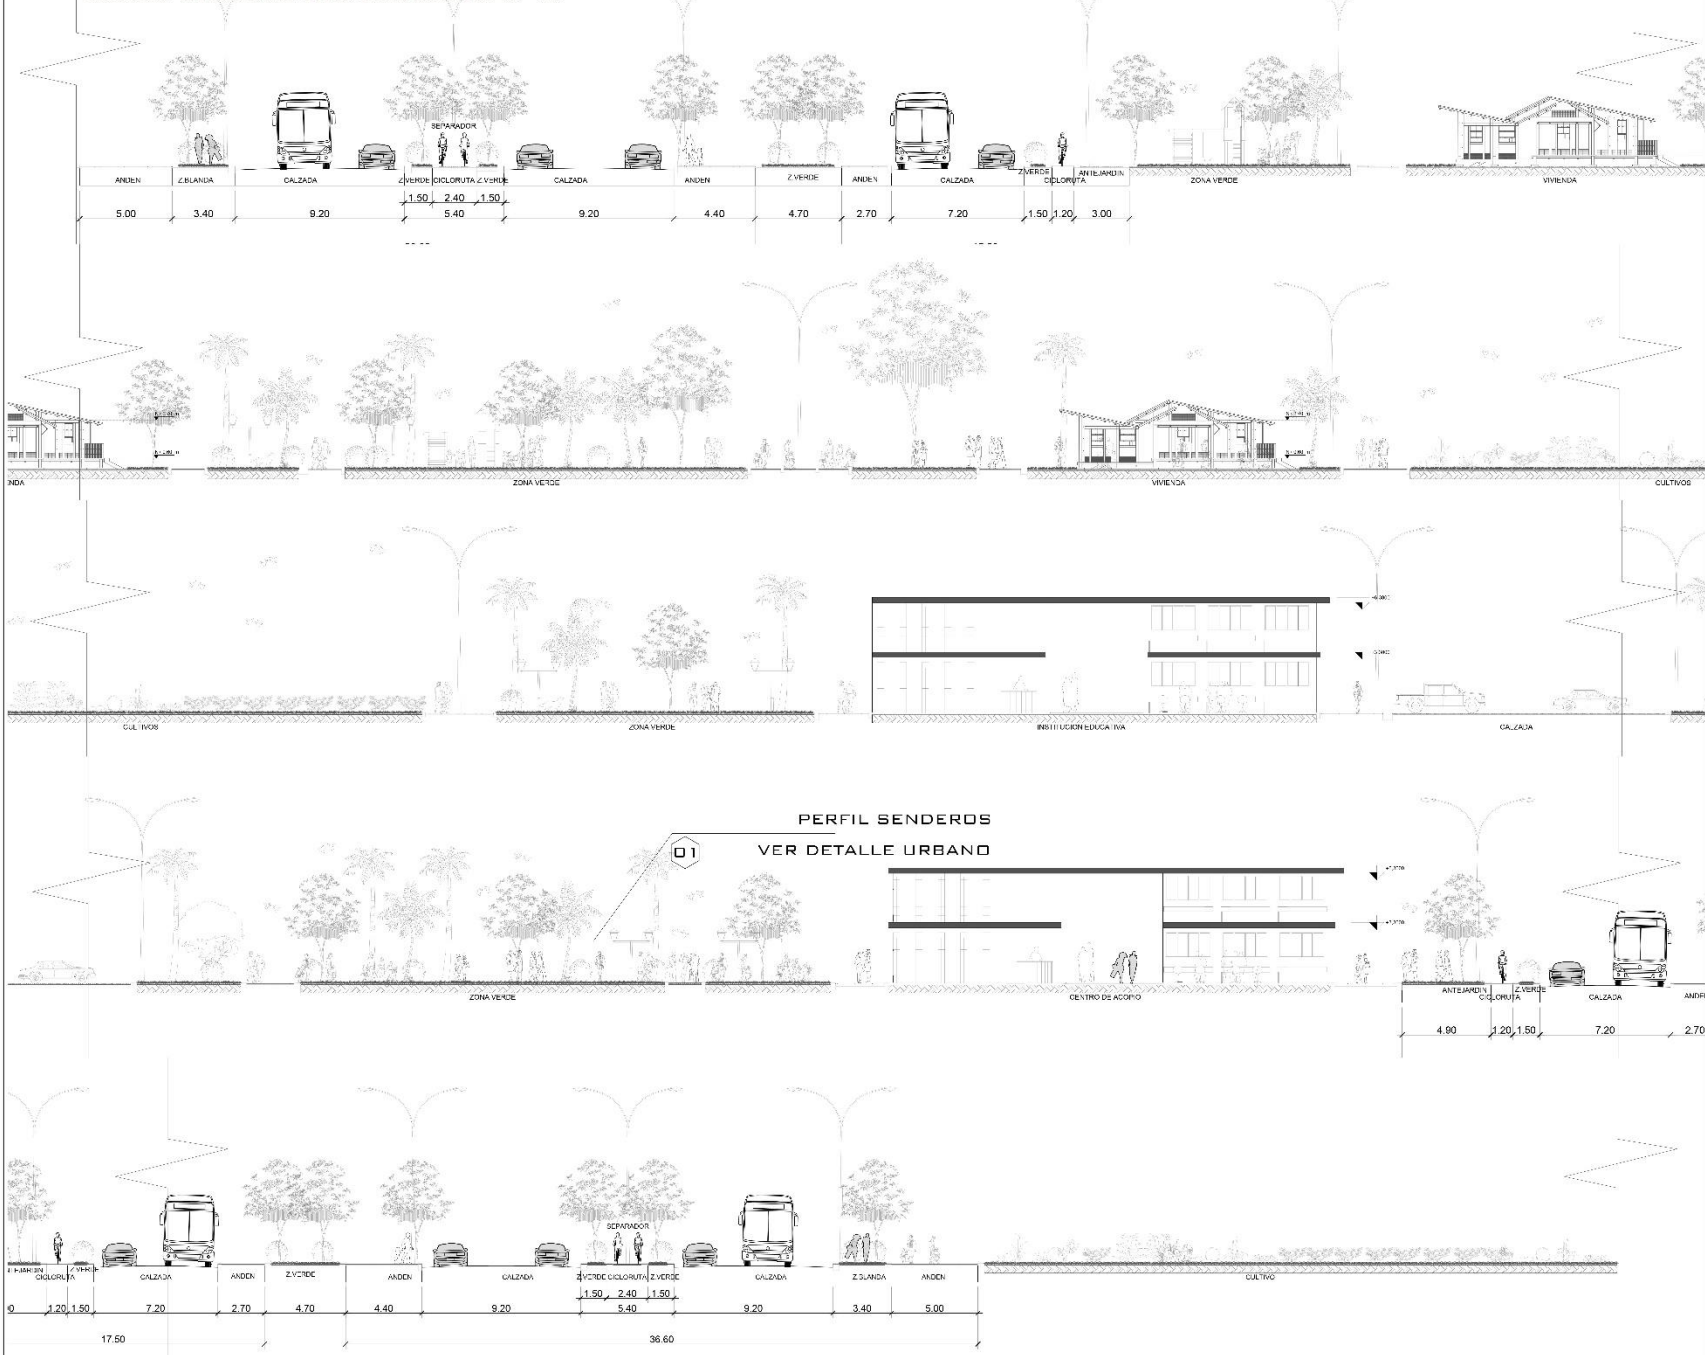 SEPARADOR
ANDEN Z.BLANDA CALZADA Z.VERDE CICLORUTA Z.VERDE CALZADA ANDEN Z.VERDE ANDEN CALZADA Z.VERDE CICLORUTA ANTEJARDIN ZONA VERDE VIVIENDA
1.50 2.40 1.50
5.00 3.40 9.20 5.40 9.20 4.40 4.70 2.70 7.20 1.50 1.20 3.00
ZONA VERDE VIVIENDA CULTIVOS
CULTIVOS ZONA VERDE INSTITUCION EDUCATIVA CALZADA
PERFIL SENDEROS
01 VER DETALLE URBANO
ZONA VERDE CENTRO DE ACOPIO ANTEJARDIN CICLORUTA Z.VERDE CALZADA
4.90 1.20 1.50 7.20 2.70
SEPARADOR
CICLORUTA Z.VERDE CALZADA ANDEN Z.VERDE ANDEN CALZADA Z.VERDE CICLORUTA Z.VERDE CALZADA Z.BLANDA ANDEN CULTIVO
1.50 2.40 1.50
1.20 1.50 7.20 2.70 4.70 4.40 9.20 5.40 9.20 3.40 5.00
17.50 36.60